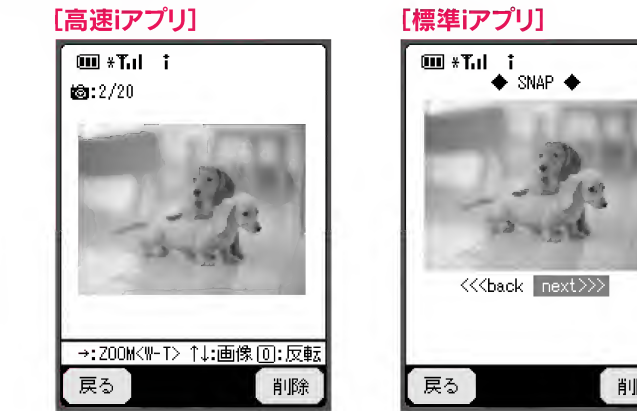 [高速iアプリ]
:2/20
→:ZOOM<W-T> ↑↓:画像 0:反転
戻る
削除
[標準iアプリ]
◆ SNAP ◆
<<<back next>>>
戻る
削